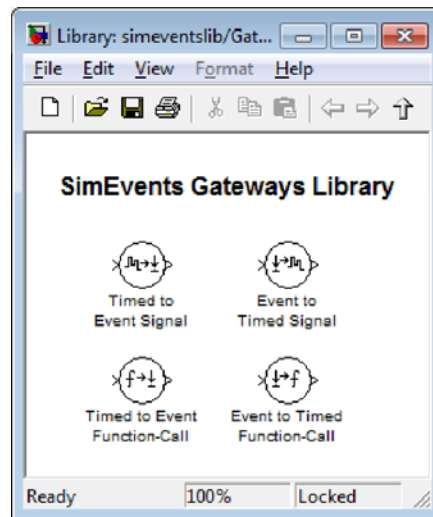 Library: simeventslib/Gat...
File Edit View Format Help
SimEvents Gateways Library
Timed to
Event Signal
Event to
Timed Signal
f
f
Timed to Event
Function-Call
Event to Timed
Function-Call
Ready 100% Locked